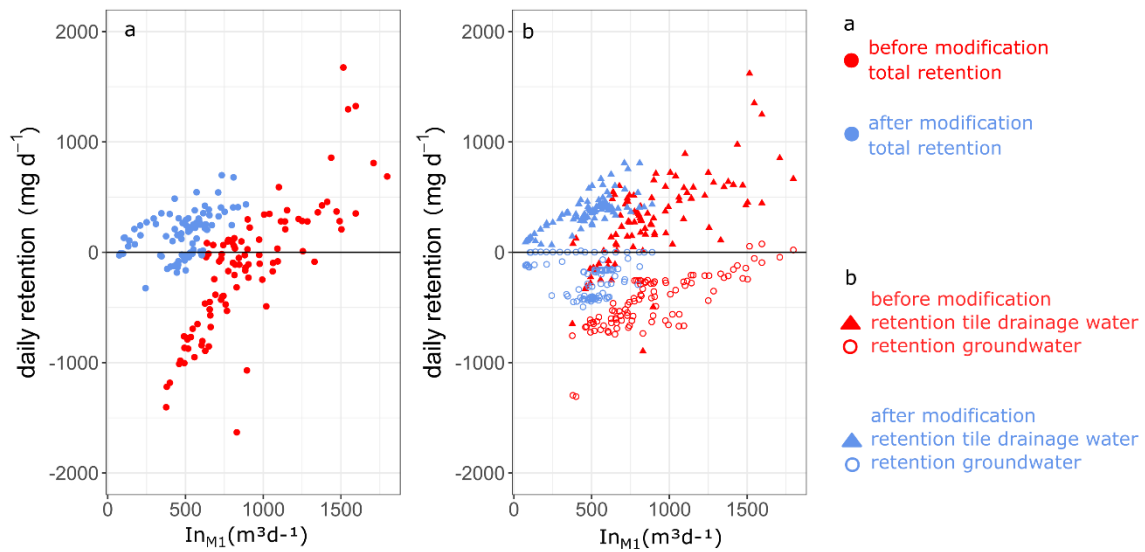 a
2000
1000
0
-1000
-2000
daily retention (mg d⁻¹)
0
500
1000
1500
In_M1(m³d-¹)
b
2000
1000
0
-1000
-2000
daily retention (mg d⁻¹)
0
500
1000
1500
In_M1(m³d-¹)
a
before modification
total retention
after modification
total retention
b
before modification
retention tile drainage water
retention groundwater
after modification
retention tile drainage water
retention groundwater